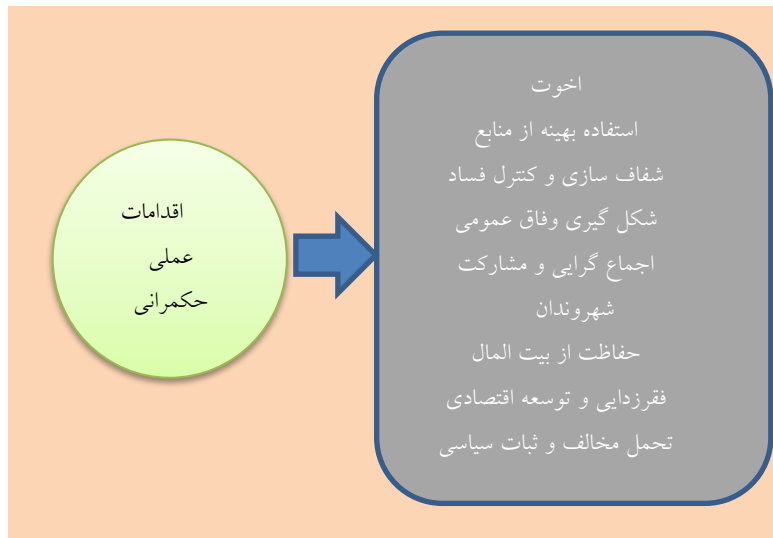 اقدامات
عملی
حکمرانی
اخوت
استفاده بهینه از منابع
شفاف سازی و کنترل فساد
شکل گیری وفاق عمومی
اجماع گرایی و مشارکت
شهروندان
حفاظت از بیت المال
فقرزدایی و توسعه اقتصادی
تحمل مخالف و ثبات سیاسی